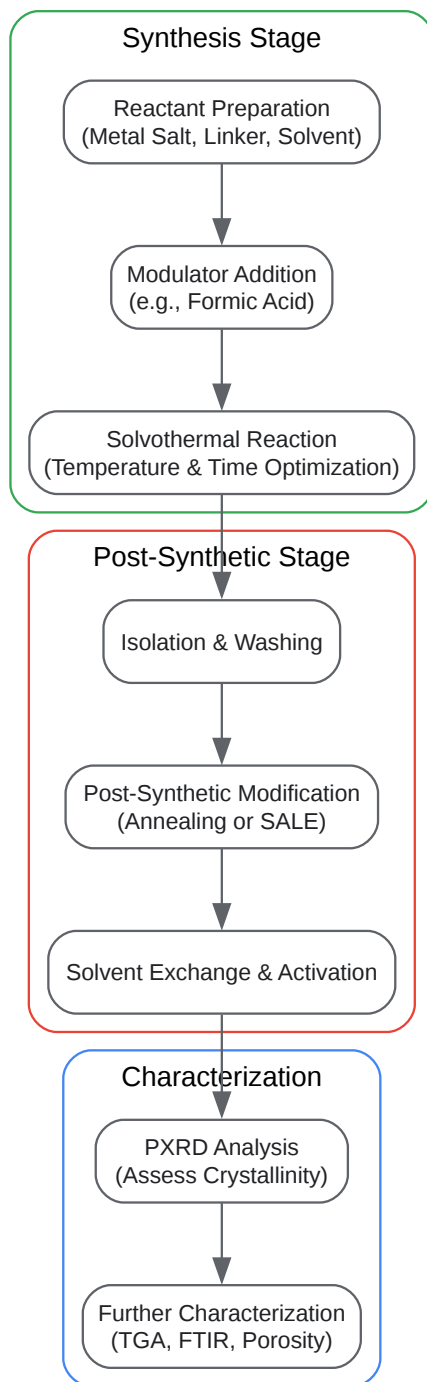 Synthesis Stage
Reactant Preparation
(Metal Salt, Linker, Solvent)
Modulator Addition
(e.g., Formic Acid)
Solvothermal Reaction
(Temperature & Time Optimization)
Post-Synthetic Stage
Isolation & Washing
Post-Synthetic Modification
(Annealing or SALE)
Solvent Exchange & Activation
Characterization
PXRD Analysis
(Assess Crystallinity)
Further Characterization
(TGA, FTIR, Porosity)